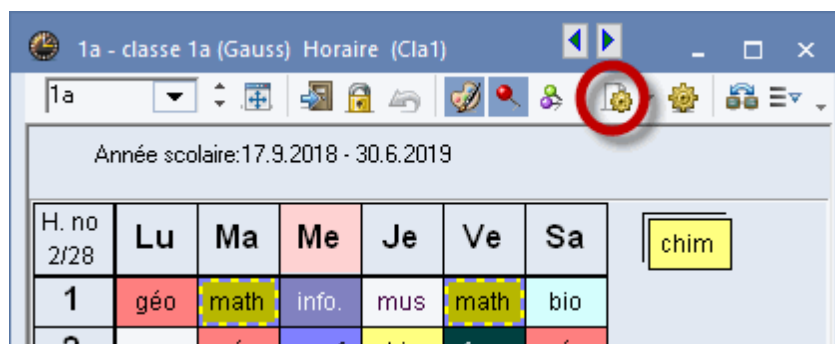 1a - classe 1a (Gauss) Horaire (Cla1)
1a
Année scolaire:17.9.2018 - 30.6.2019
H. no
2/28
Lu Ma Me Je Ve Sa
chim
1 géo math info. mus math bio